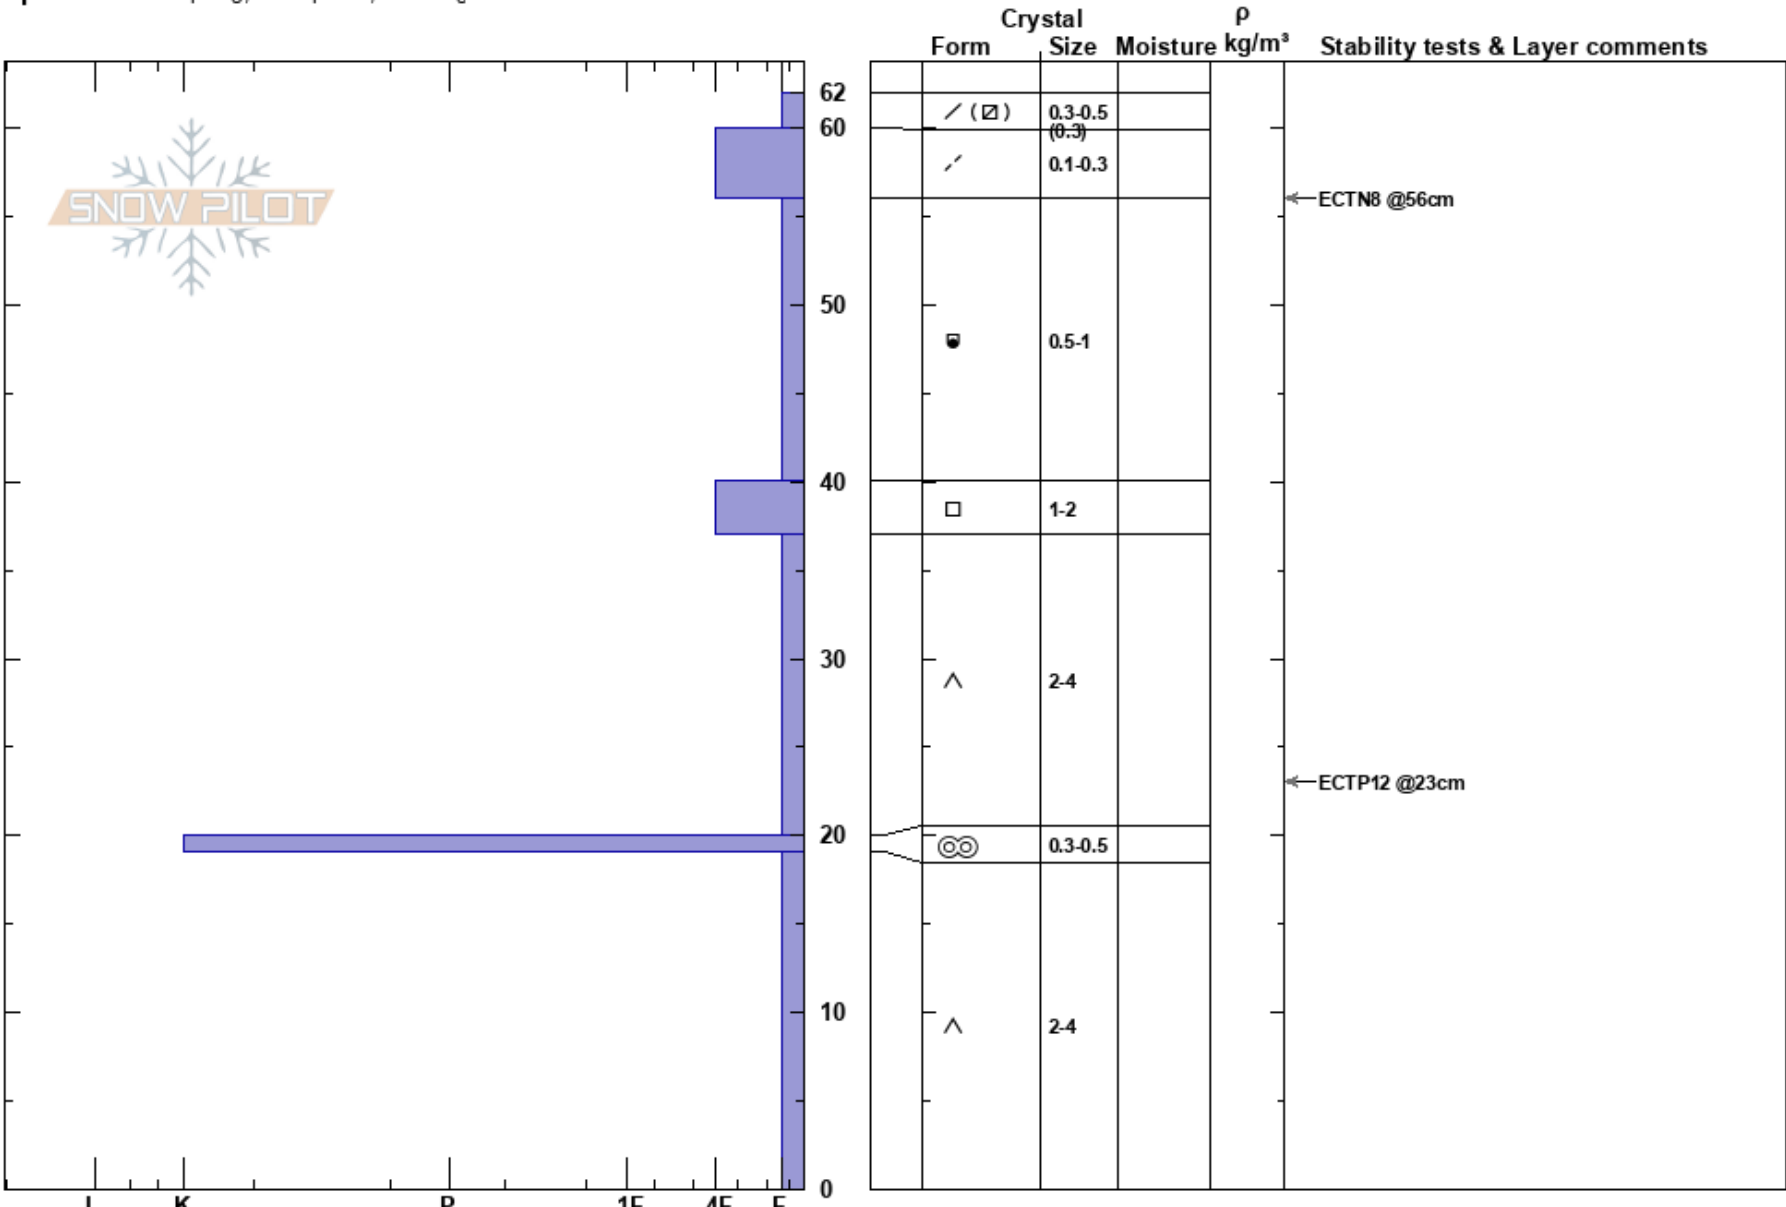 Crystal
ρ
Form Size Moisture kg/m³ Stability tests & Layer comments
62
0.3-0.5
60
(0.3)
0.1-0.3
SNOW PILOT
ECTN8 @56cm
50
0.5-1
40
1-2
30
2-4
ECTP12 @23cm
20
0.3-0.5
10
2-4
0
I K P 1F 4F F